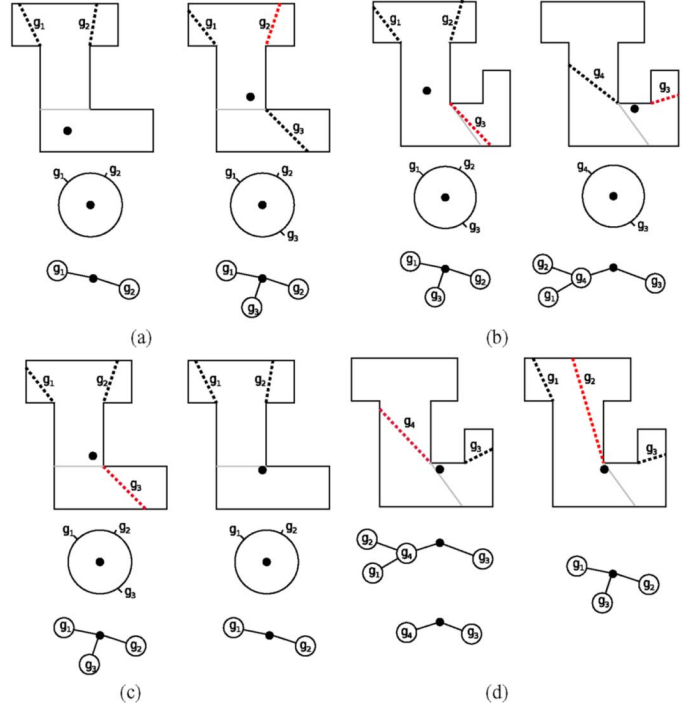 g₁ g₂ g₁ g₂ g₃
g₁ g₂ g₁ g₂ g₃
g₁ g₂ g₁ g₃ g₂
(a)
g₁ g₂ g₃ g₄ g₃
g₁ g₂ g₃ g₄ g₃
g₁ g₃ g₂ g₂ g₁ g₄ g₃
(b)
g₁ g₂ g₃ g₁ g₂
g₁ g₂ g₃ g₁ g₂
g₁ g₃ g₂ g₁ g₂
(c)
g₄ g₃ g₁ g₂ g₃
g₂ g₁ g₄ g₃ g₁ g₃ g₂
g₄ g₃
(d)